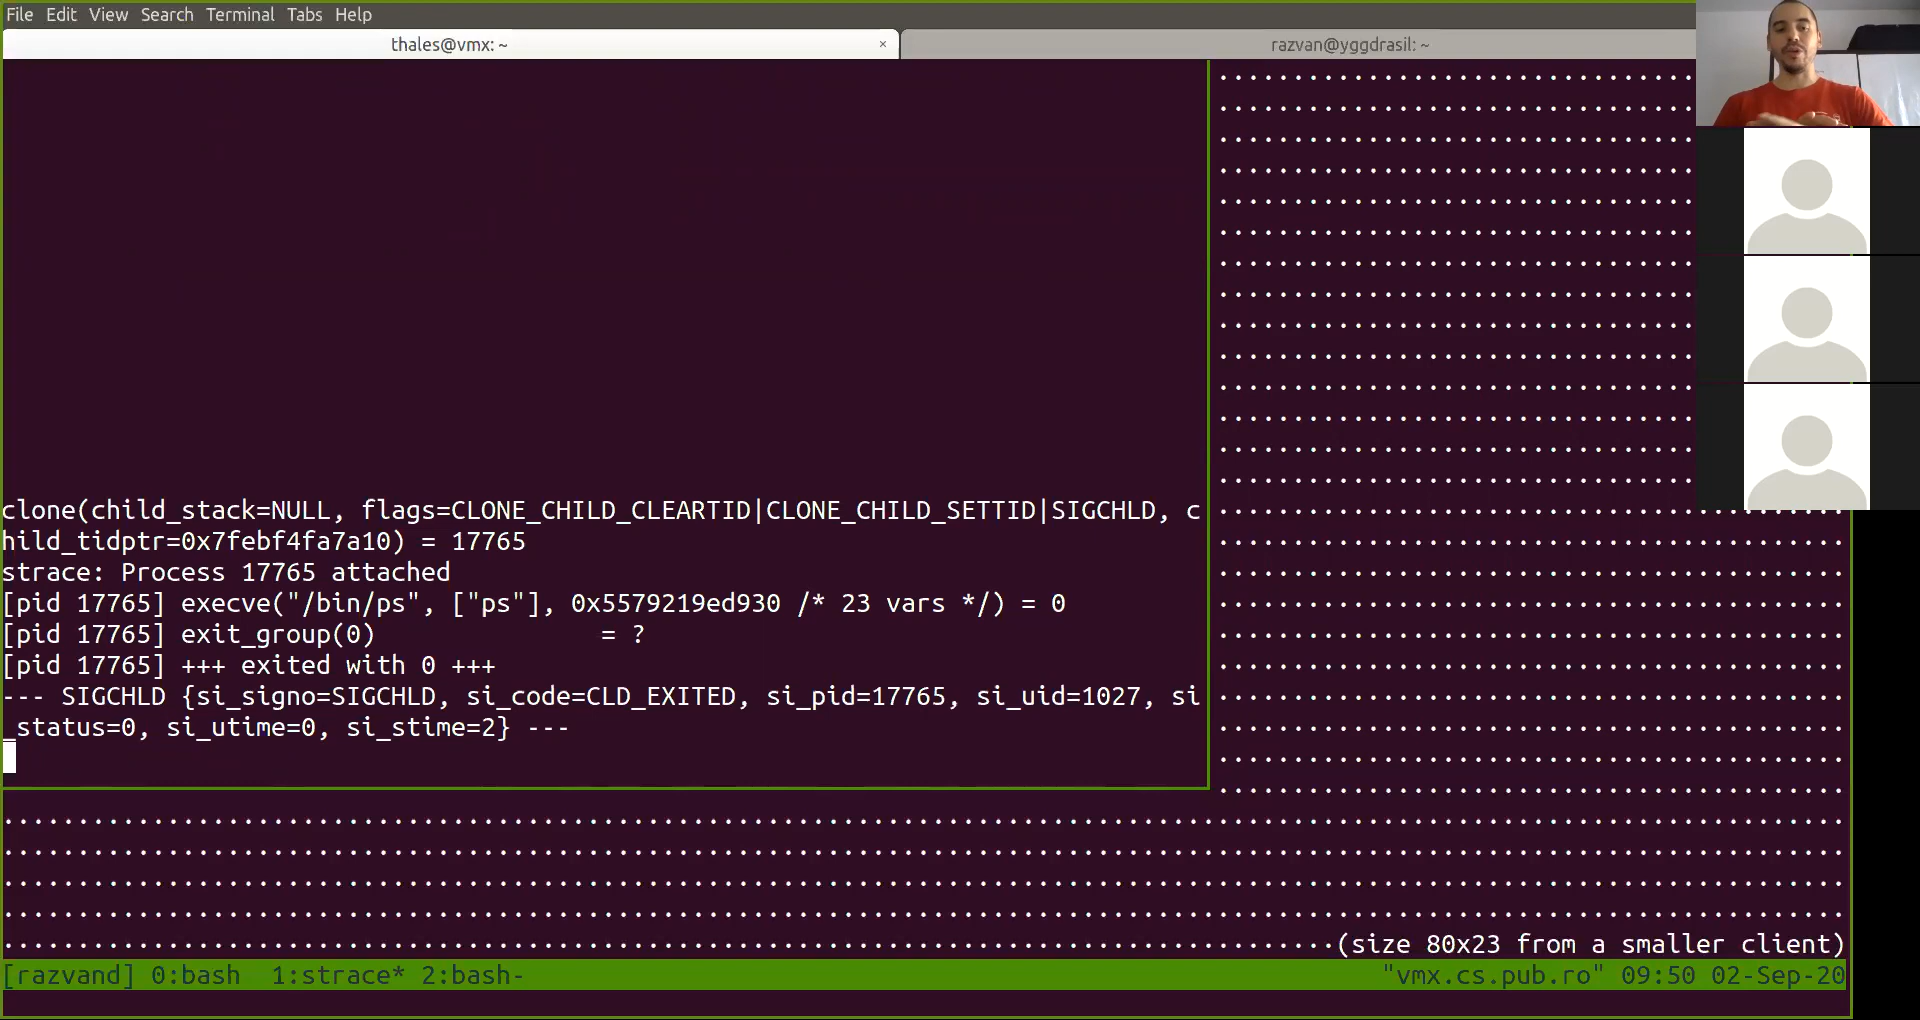 File Edit View Search Terminal Tabs Help
thales@vmx: ~ ×
razvan@yggdrasil: ~
clone(child_stack=NULL, flags=CLONE_CHILD_CLEARTID|CLONE_CHILD_SETTID|SIGCHLD, c
hild_tidptr=0x7febf4fa7a10) = 17765
strace: Process 17765 attached
[pid 17765] execve("/bin/ps", ["ps"], 0x5579219ed930 /* 23 vars */) = 0
[pid 17765] exit_group(0)               = ?
[pid 17765] +++ exited with 0 +++
--- SIGCHLD {si_signo=SIGCHLD, si_code=CLD_EXITED, si_pid=17765, si_uid=1027, si
_status=0, si_utime=0, si_stime=2} ---
(size 80x23 from a smaller client)
[razvand] 0:bash  1:strace* 2:bash-
"vmx.cs.pub.ro" 09:50 02-Sep-20